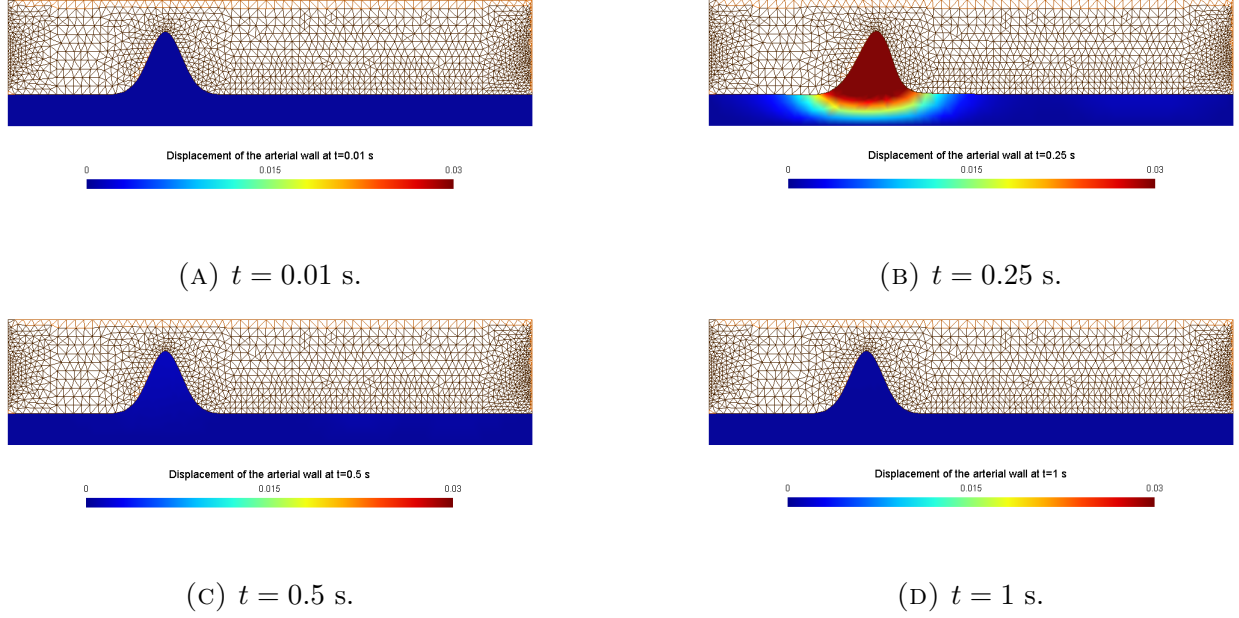 Displacement of the arterial wall at t=0.01 s
0 0.015 0.03
(A) t = 0.01 s.
Displacement of the arterial wall at t=0.25 s
0 0.015 0.03
(B) t = 0.25 s.
Displacement of the arterial wall at t=0.5 s
0 0.015 0.03
(C) t = 0.5 s.
Displacement of the arterial wall at t=1 s
0 0.015 0.03
(D) t = 1 s.